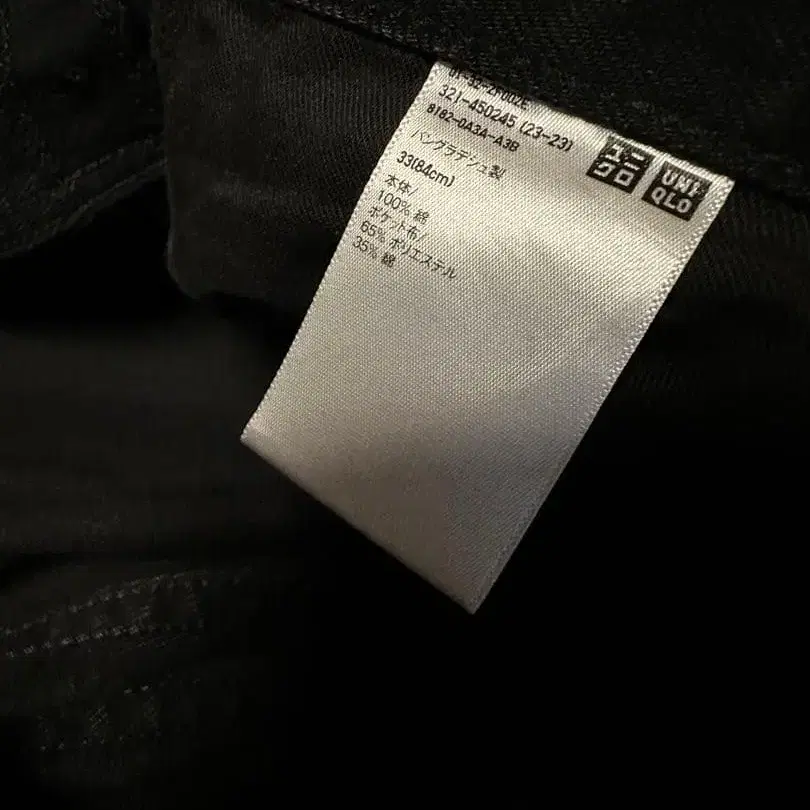 321-450245 (23-23)
8182-0A3A-A3B
バングラデシュ製
33(84cm)
本体/
100% 綿
ポケット布/
65% ポリエステル
35% 綿
ユニ
クロ
UNI
QLO